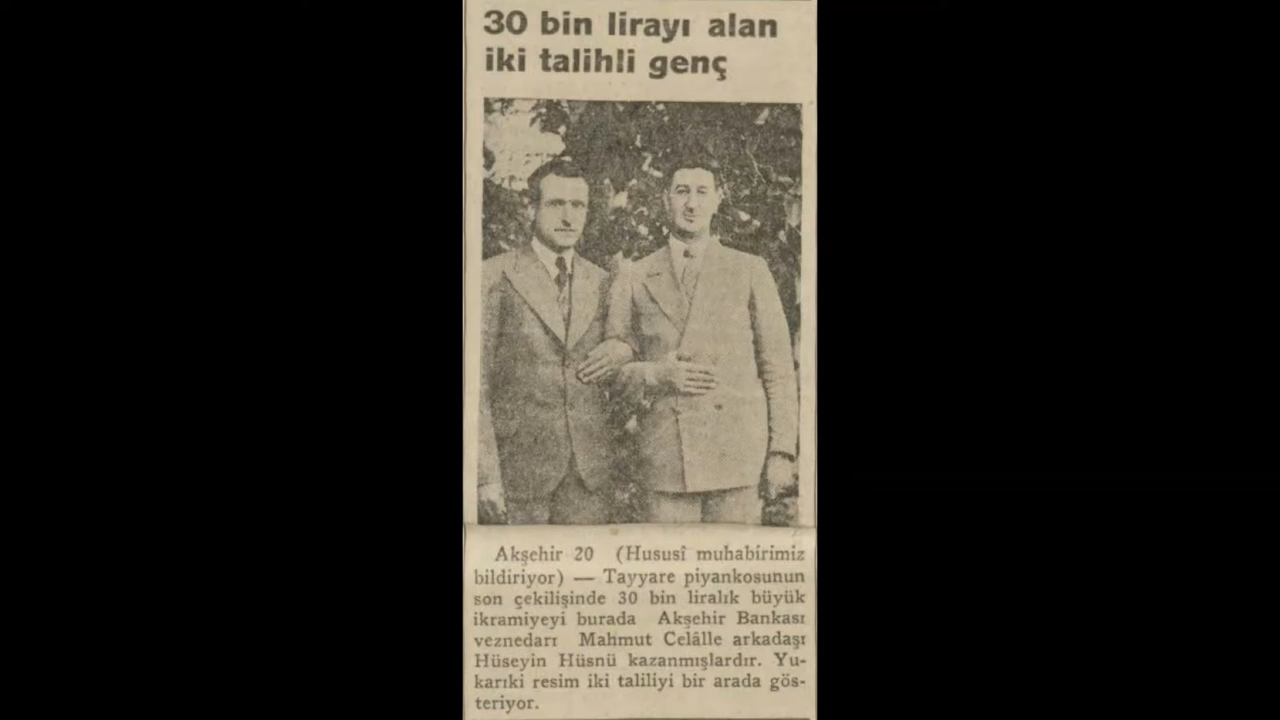 30 bin lirayı alan
iki talihli genç
Akşehir 20 (Hususî muhabirimiz
bildiriyor) — Tayyare piyankosunun
son çekilişinde 30 bin liralık büyük
ikramiyeyi burada Akşehir Bankası
veznedarı Mahmut Celâlle arkadaşı
Hüseyin Hüsnü kazanmışlardır. Yu-
karıki resim iki taliliyi bir arada gös-
teriyor.